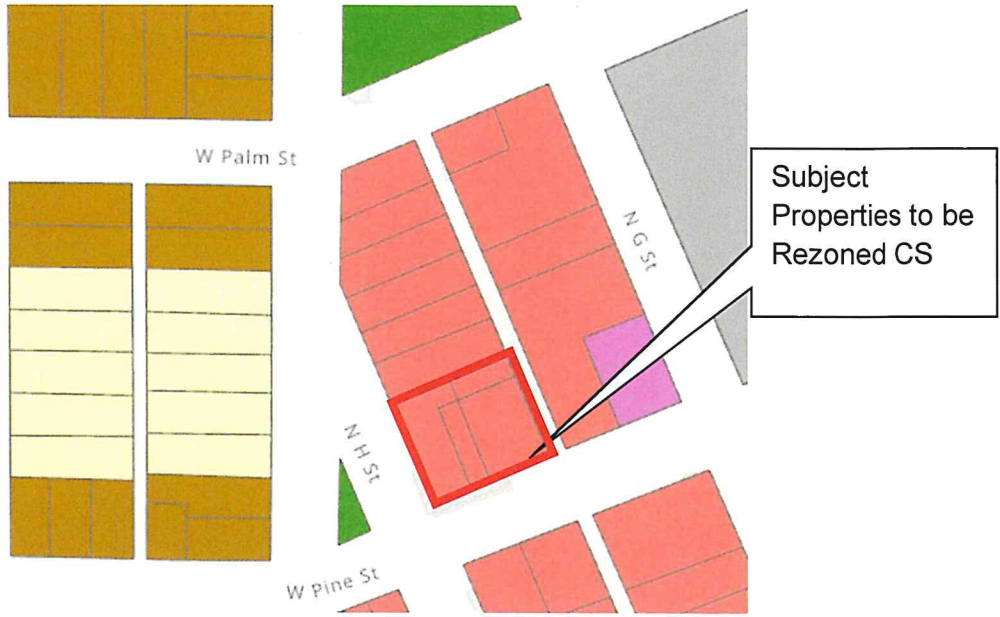 W Palm St
Subject
Properties to be
Rezoned CS
N G St
N H St
W Pine St